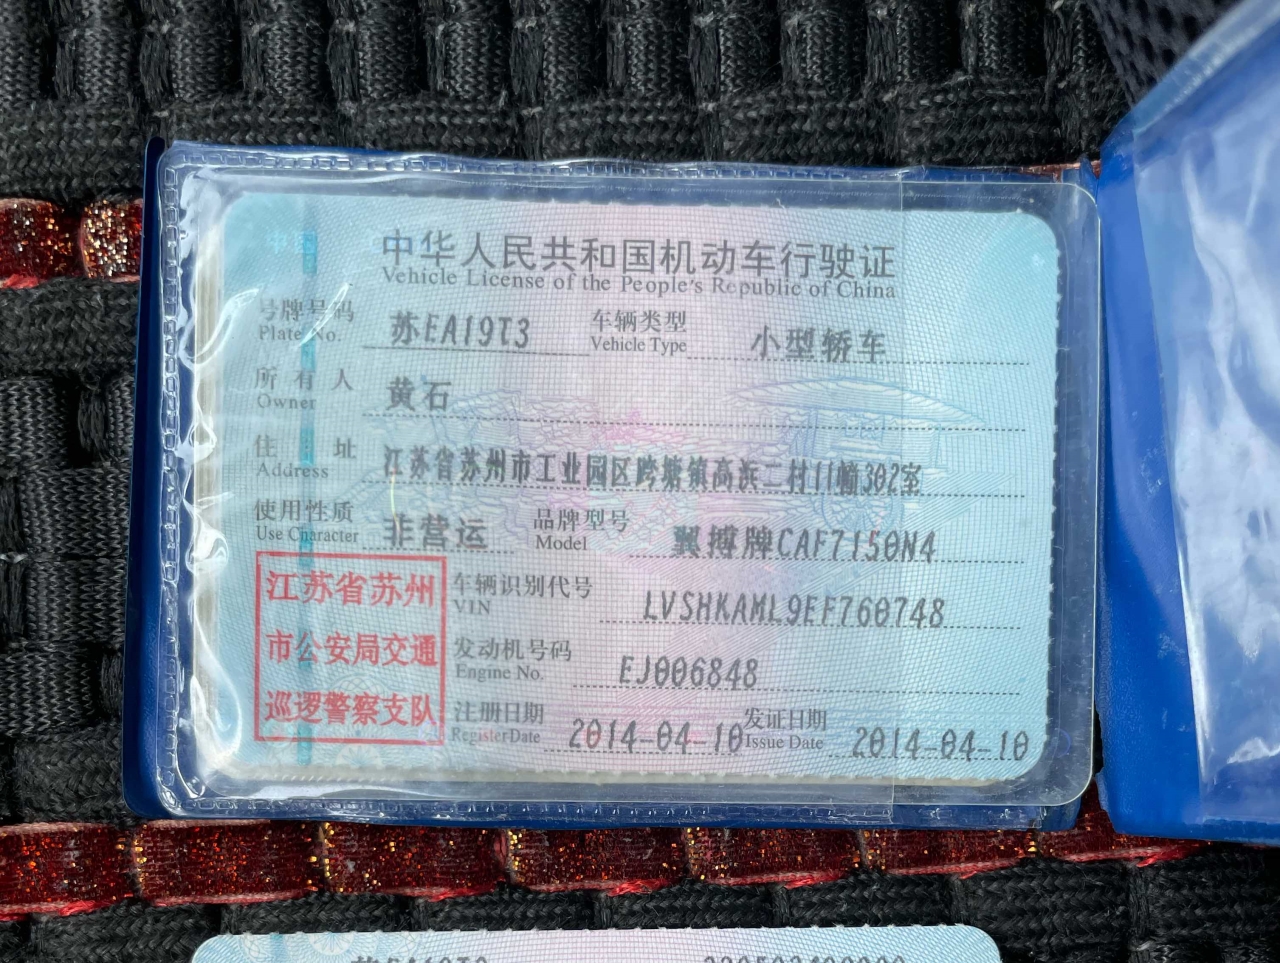 中华人民共和国机动车行驶证
Vehicle License of the People's Republic of China
号牌号码 苏EA19T3 车辆类型 小型轿车
Plate No. Vehicle Type
所有人 黄石
Owner
住址 江苏省苏州市工业园区跨塘镇高浜二村11幢302室
Address
使用性质 非营运 品牌型号 翼搏牌CAF7150N4
Use Character Model
江苏省苏州
市公安局交通
巡逻警察支队
车辆识别代号 LVSHKAML9EF760748
VIN
发动机号码 EJ006848
Engine No.
注册日期 2014-04-10 发证日期 2014-04-10
Register Date Issue Date